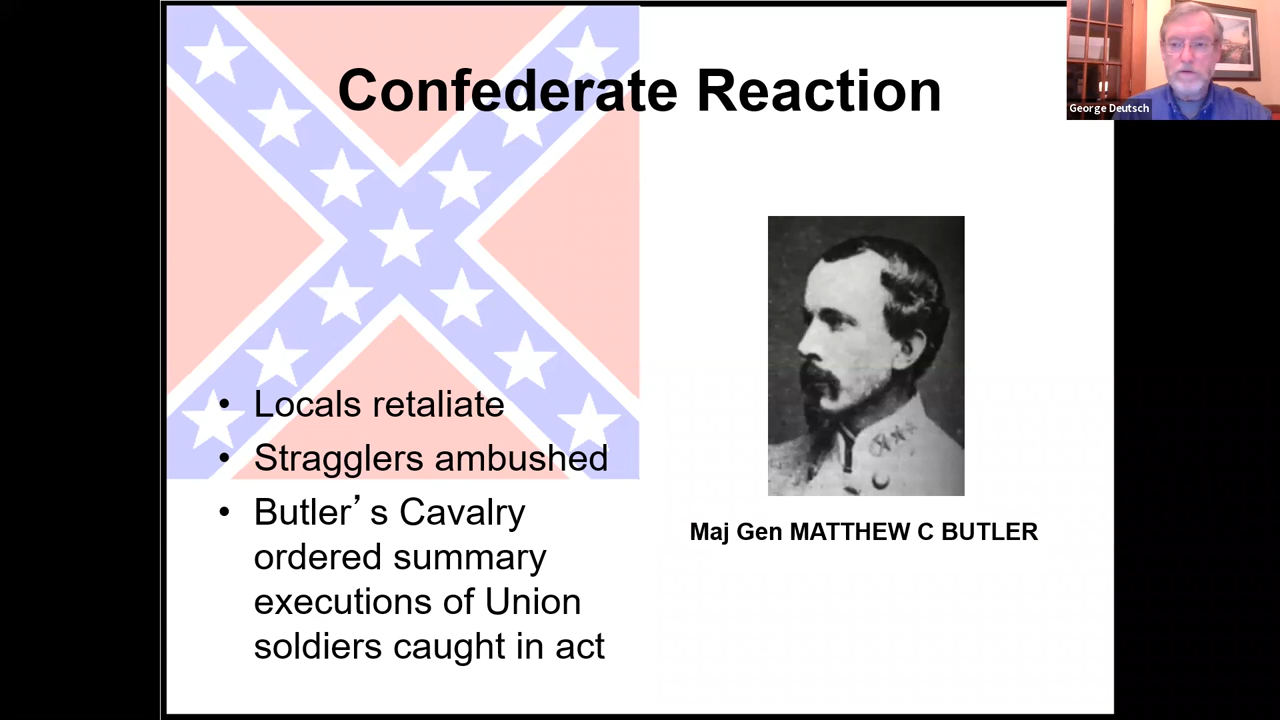 Confederate Reaction
George Deutsch
• Locals retaliate
• Stragglers ambushed
• Butler’s Cavalry
ordered summary
executions of Union
soldiers caught in act
Maj Gen MATTHEW C BUTLER